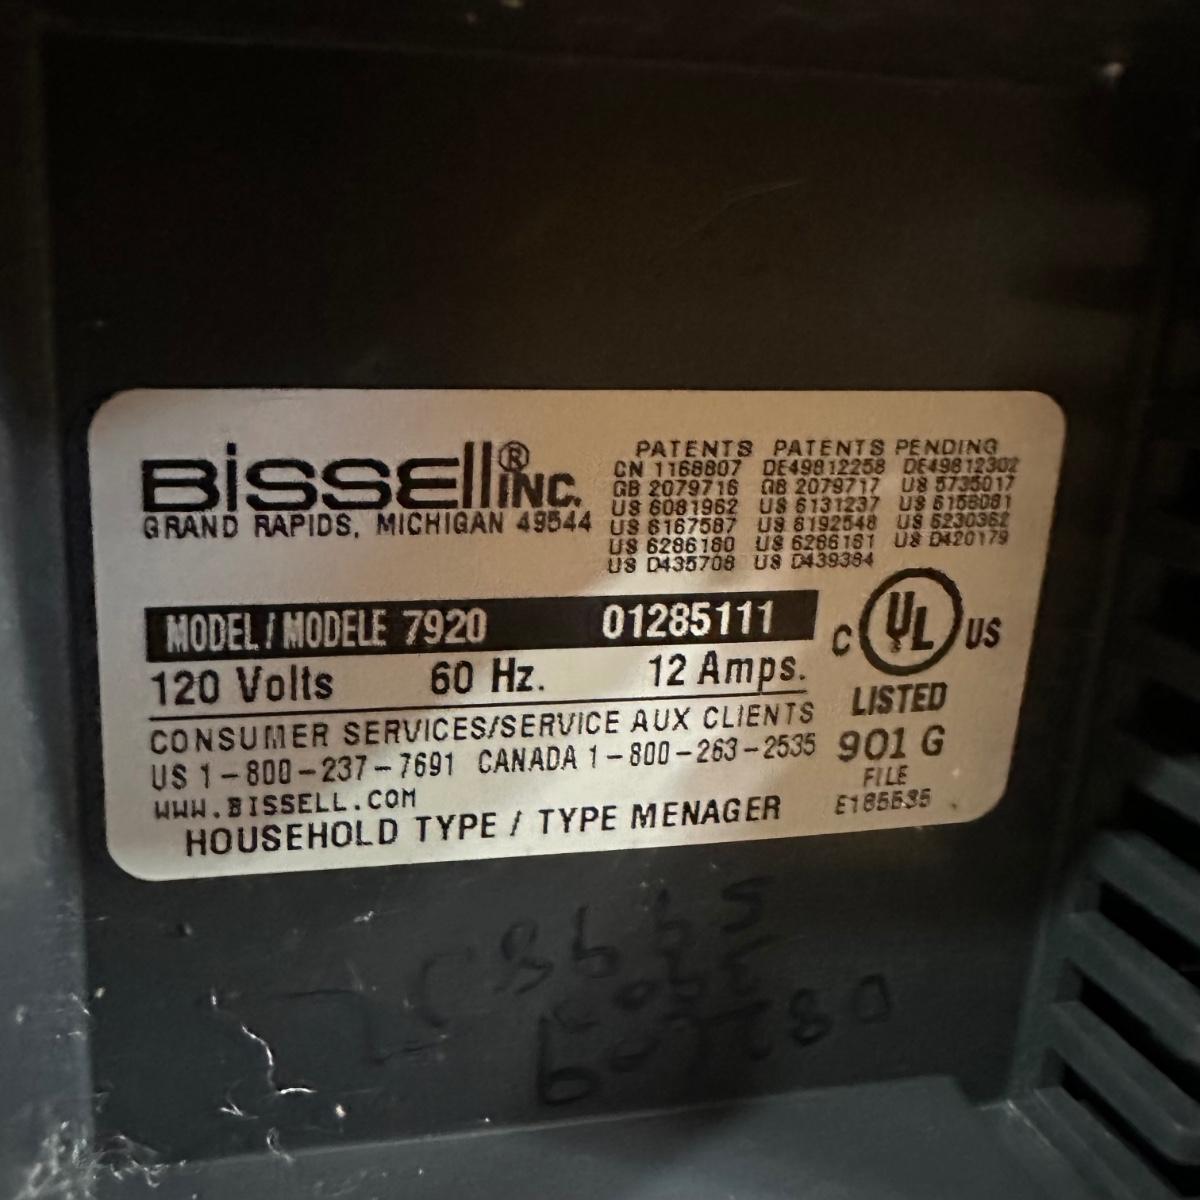 BISSELL® INC.
GRAND RAPIDS, MICHIGAN 49544
PATENTS PATENTS PENDING
CN 1168807 DE49812258 DE49812302
GB 2079716 GB 2079717 US 5735017
US 6081962 US 6131237 US 6158081
US 6167587 US 6192548 US 6230362
US 6286180 US 6286181 US D420179
US D435708 US D439384
MODEL / MODELE 7920 01285111
120 Volts 60 Hz. 12 Amps.
CONSUMER SERVICES/SERVICE AUX CLIENTS
US 1-800-237-7691 CANADA 1-800-263-2535
WWW.BISSELL.COM
HOUSEHOLD TYPE / TYPE MENAGER
C UL US
LISTED
901 G
FILE
E165535